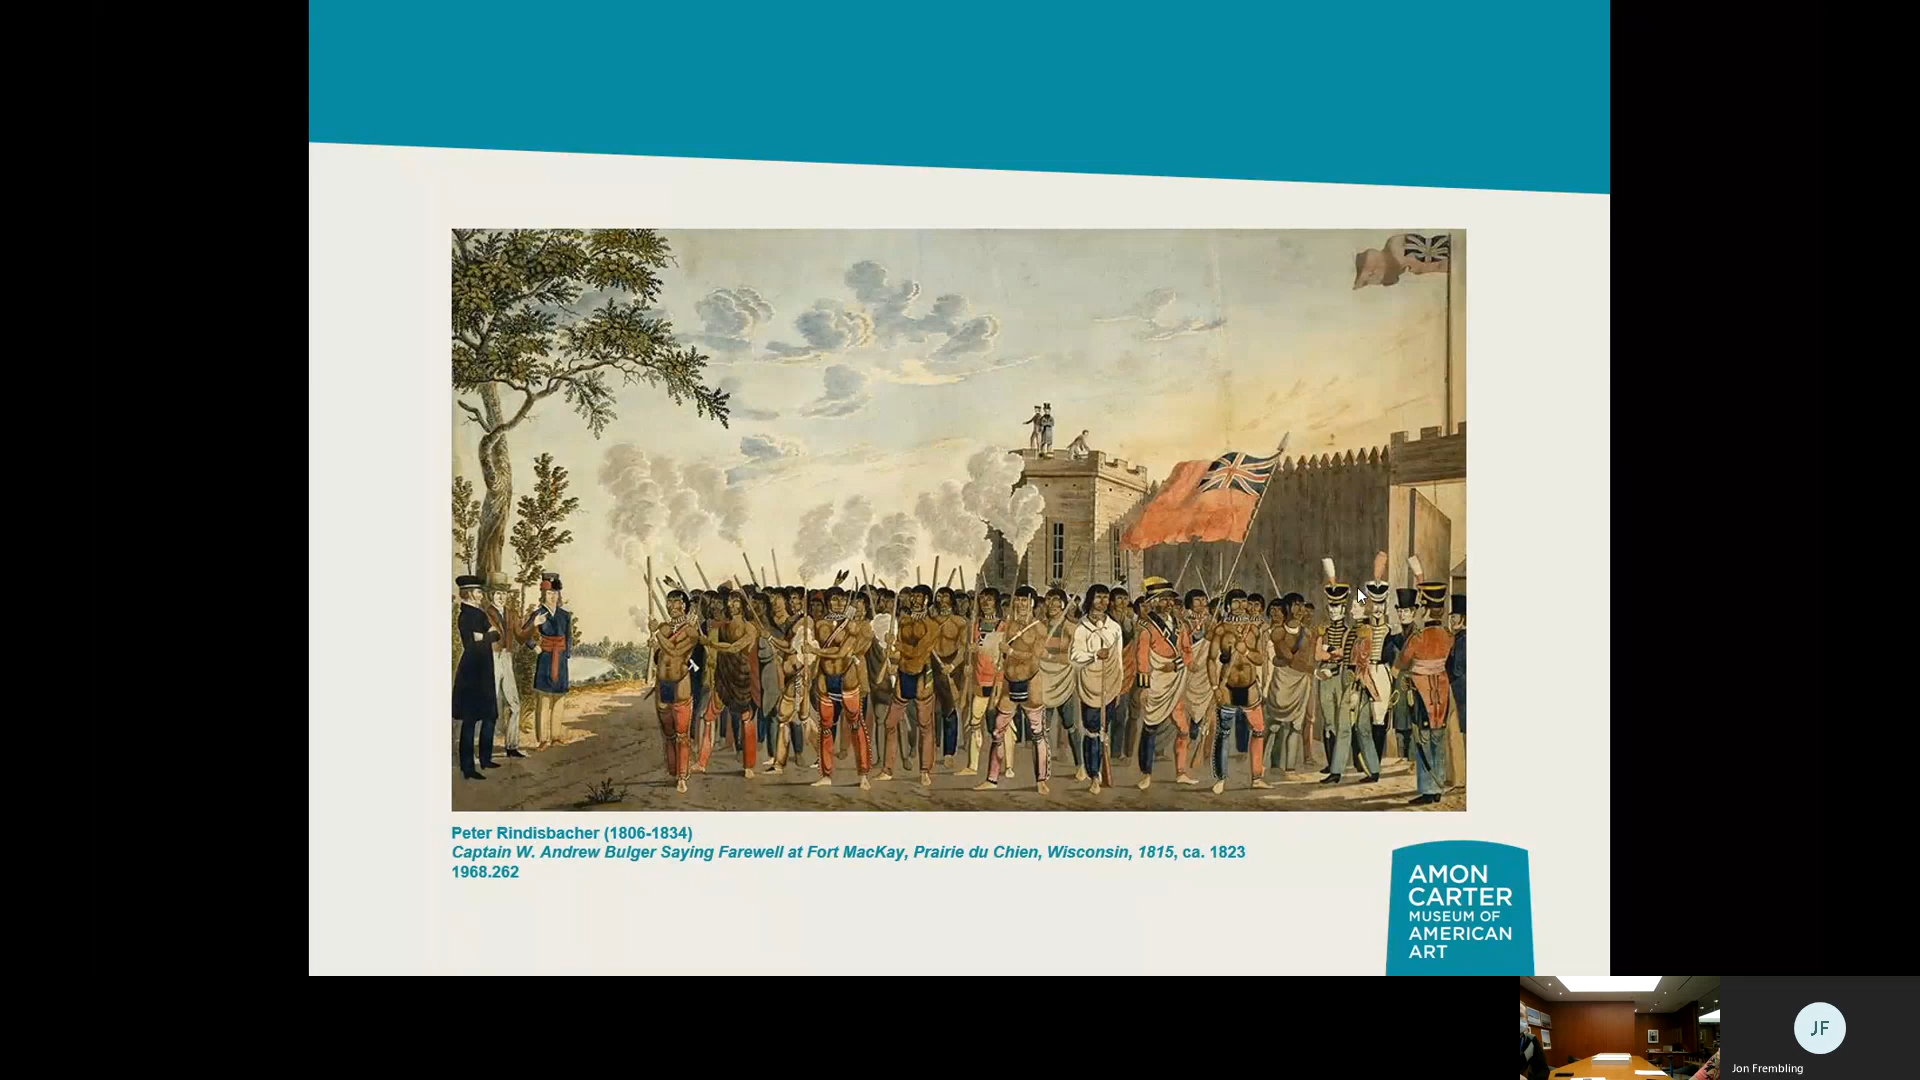 Peter Rindisbacher (1806-1834)
Captain W. Andrew Bulger Saying Farewell at Fort MacKay, Prairie du Chien, Wisconsin, 1815, ca. 1823
1968.262
AMON
CARTER
MUSEUM OF
AMERICAN
ART
JF
Jon Frembling